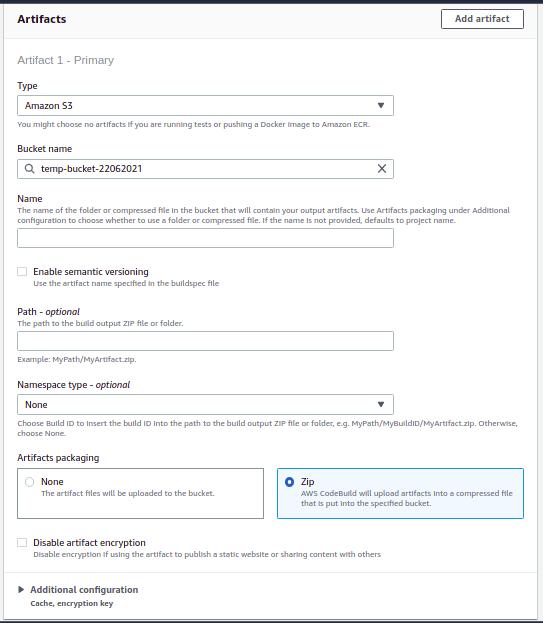 Artifacts
Add artifact
Artifact 1 - Primary
Type
Amazon S3
You might choose no artifacts if you are running tests or pushing a Docker image to Amazon ECR.
Bucket name
temp-bucket-22062021
Name
The name of the folder or compressed file in the bucket that will contain your output artifacts. Use Artifacts packaging under Additional
configuration to choose whether to use a folder or compressed file. If the name is not provided, defaults to project name.
Enable semantic versioning
Use the artifact name specified in the buildspec file
Path - optional
The path to the build output ZIP file or folder.
Example: MyPath/MyArtifact.zip.
Namespace type - optional
None
Choose Build ID to insert the build ID into the path to the build output ZIP file or folder, e.g. MyPath/MyBuildID/MyArtifact.zip. Otherwise,
choose None.
Artifacts packaging
None
The artifact files will be uploaded to the bucket.
Zip
AWS CodeBuild will upload artifacts into a compressed file
that is put into the specified bucket.
Disable artifact encryption
Disable encryption if using the artifact to publish a static website or sharing content with others
Additional configuration
Cache, encryption key